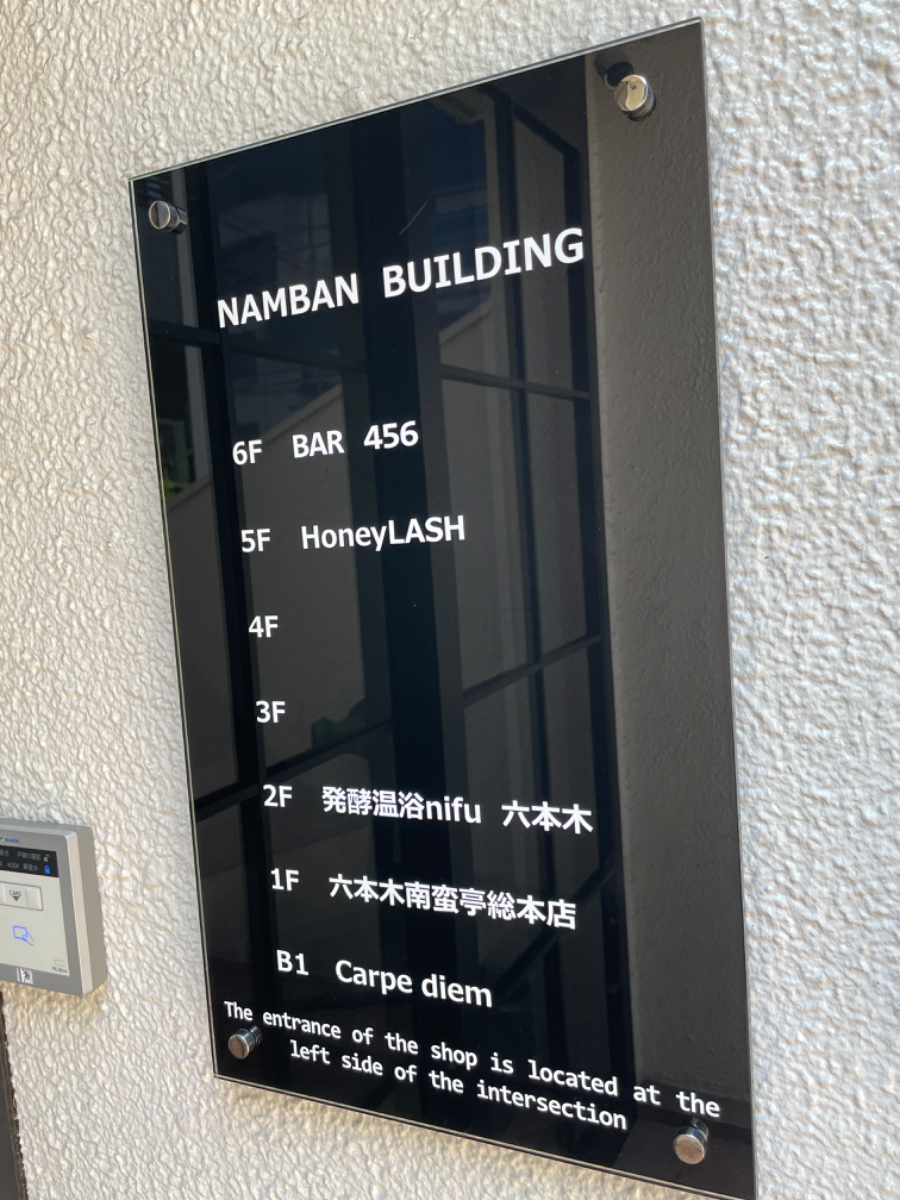 NAMBAN BUILDING
6F BAR 456
5F HoneyLASH
4F
3F
2F 発酵温浴nifu 六本木
1F 六本木南蛮亭総本店
B1 Carpe diem
The entrance of the shop is located at the
left side of the intersection